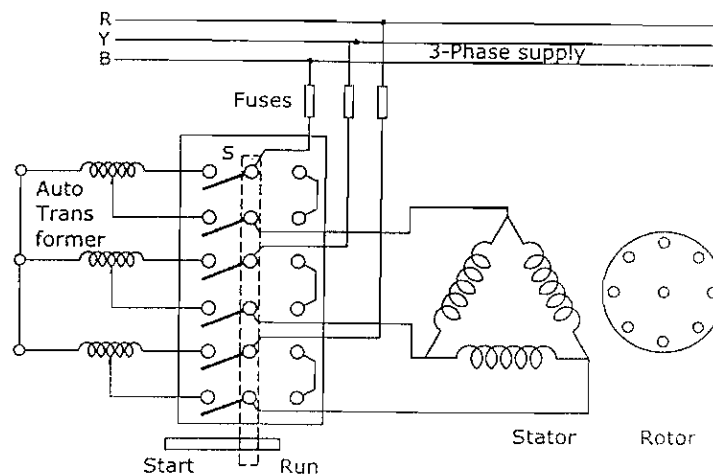 R
Y
B
3-Phase supply
Fuses
S
Auto
Trans
former
Start
Run
Stator
Rotor